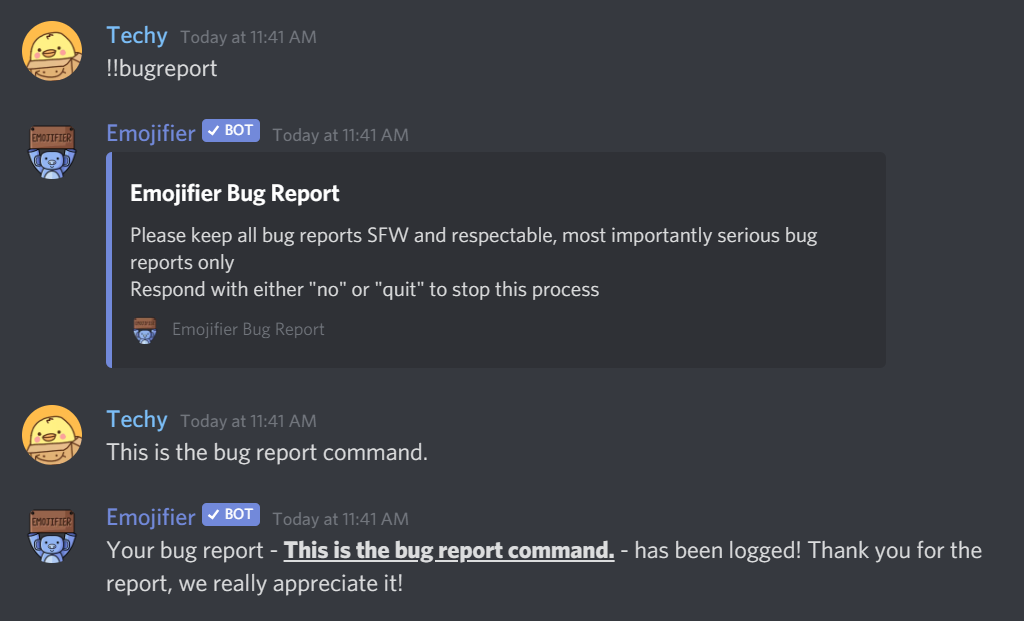 Techy Today at 11:41 AM
!!bugreport
EMOJIFIER
Emojifier ✓ BOT Today at 11:41 AM
Emojifier Bug Report
Please keep all bug reports SFW and respectable, most importantly serious bug
reports only
Respond with either "no" or "quit" to stop this process
Emojifier Bug Report
Techy Today at 11:41 AM
This is the bug report command.
EMOJIFIER
Emojifier ✓ BOT Today at 11:41 AM
Your bug report - This is the bug report command. - has been logged! Thank you for the
report, we really appreciate it!